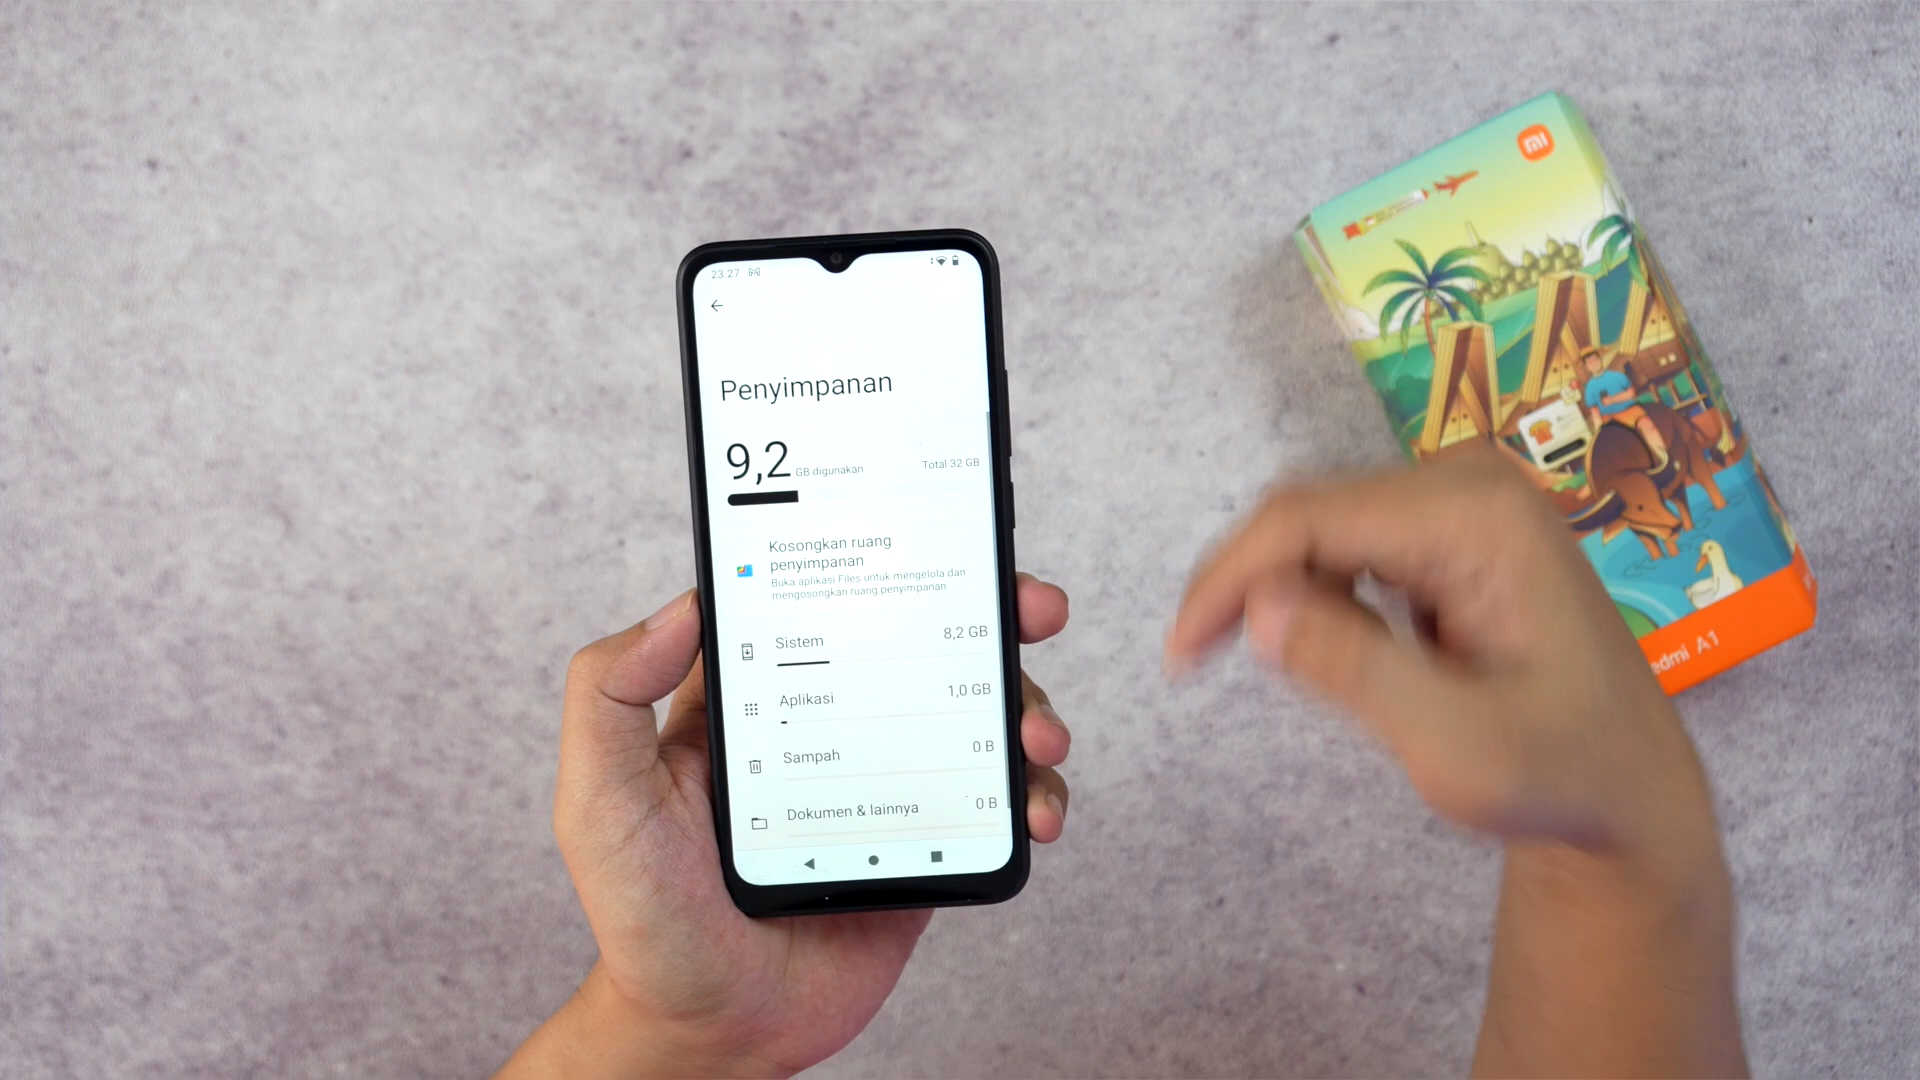 23.27
Penyimpanan
9,2 GB digunakan
Total 32 GB
Kosongkan ruang
penyimpanan
Buka aplikasi Files untuk mengelola dan
mengosongkan ruang penyimpanan
Sistem
8,2 GB
Aplikasi
1,0 GB
Sampah
0 B
Dokumen & lainnya
0 B
mi
edmi A1